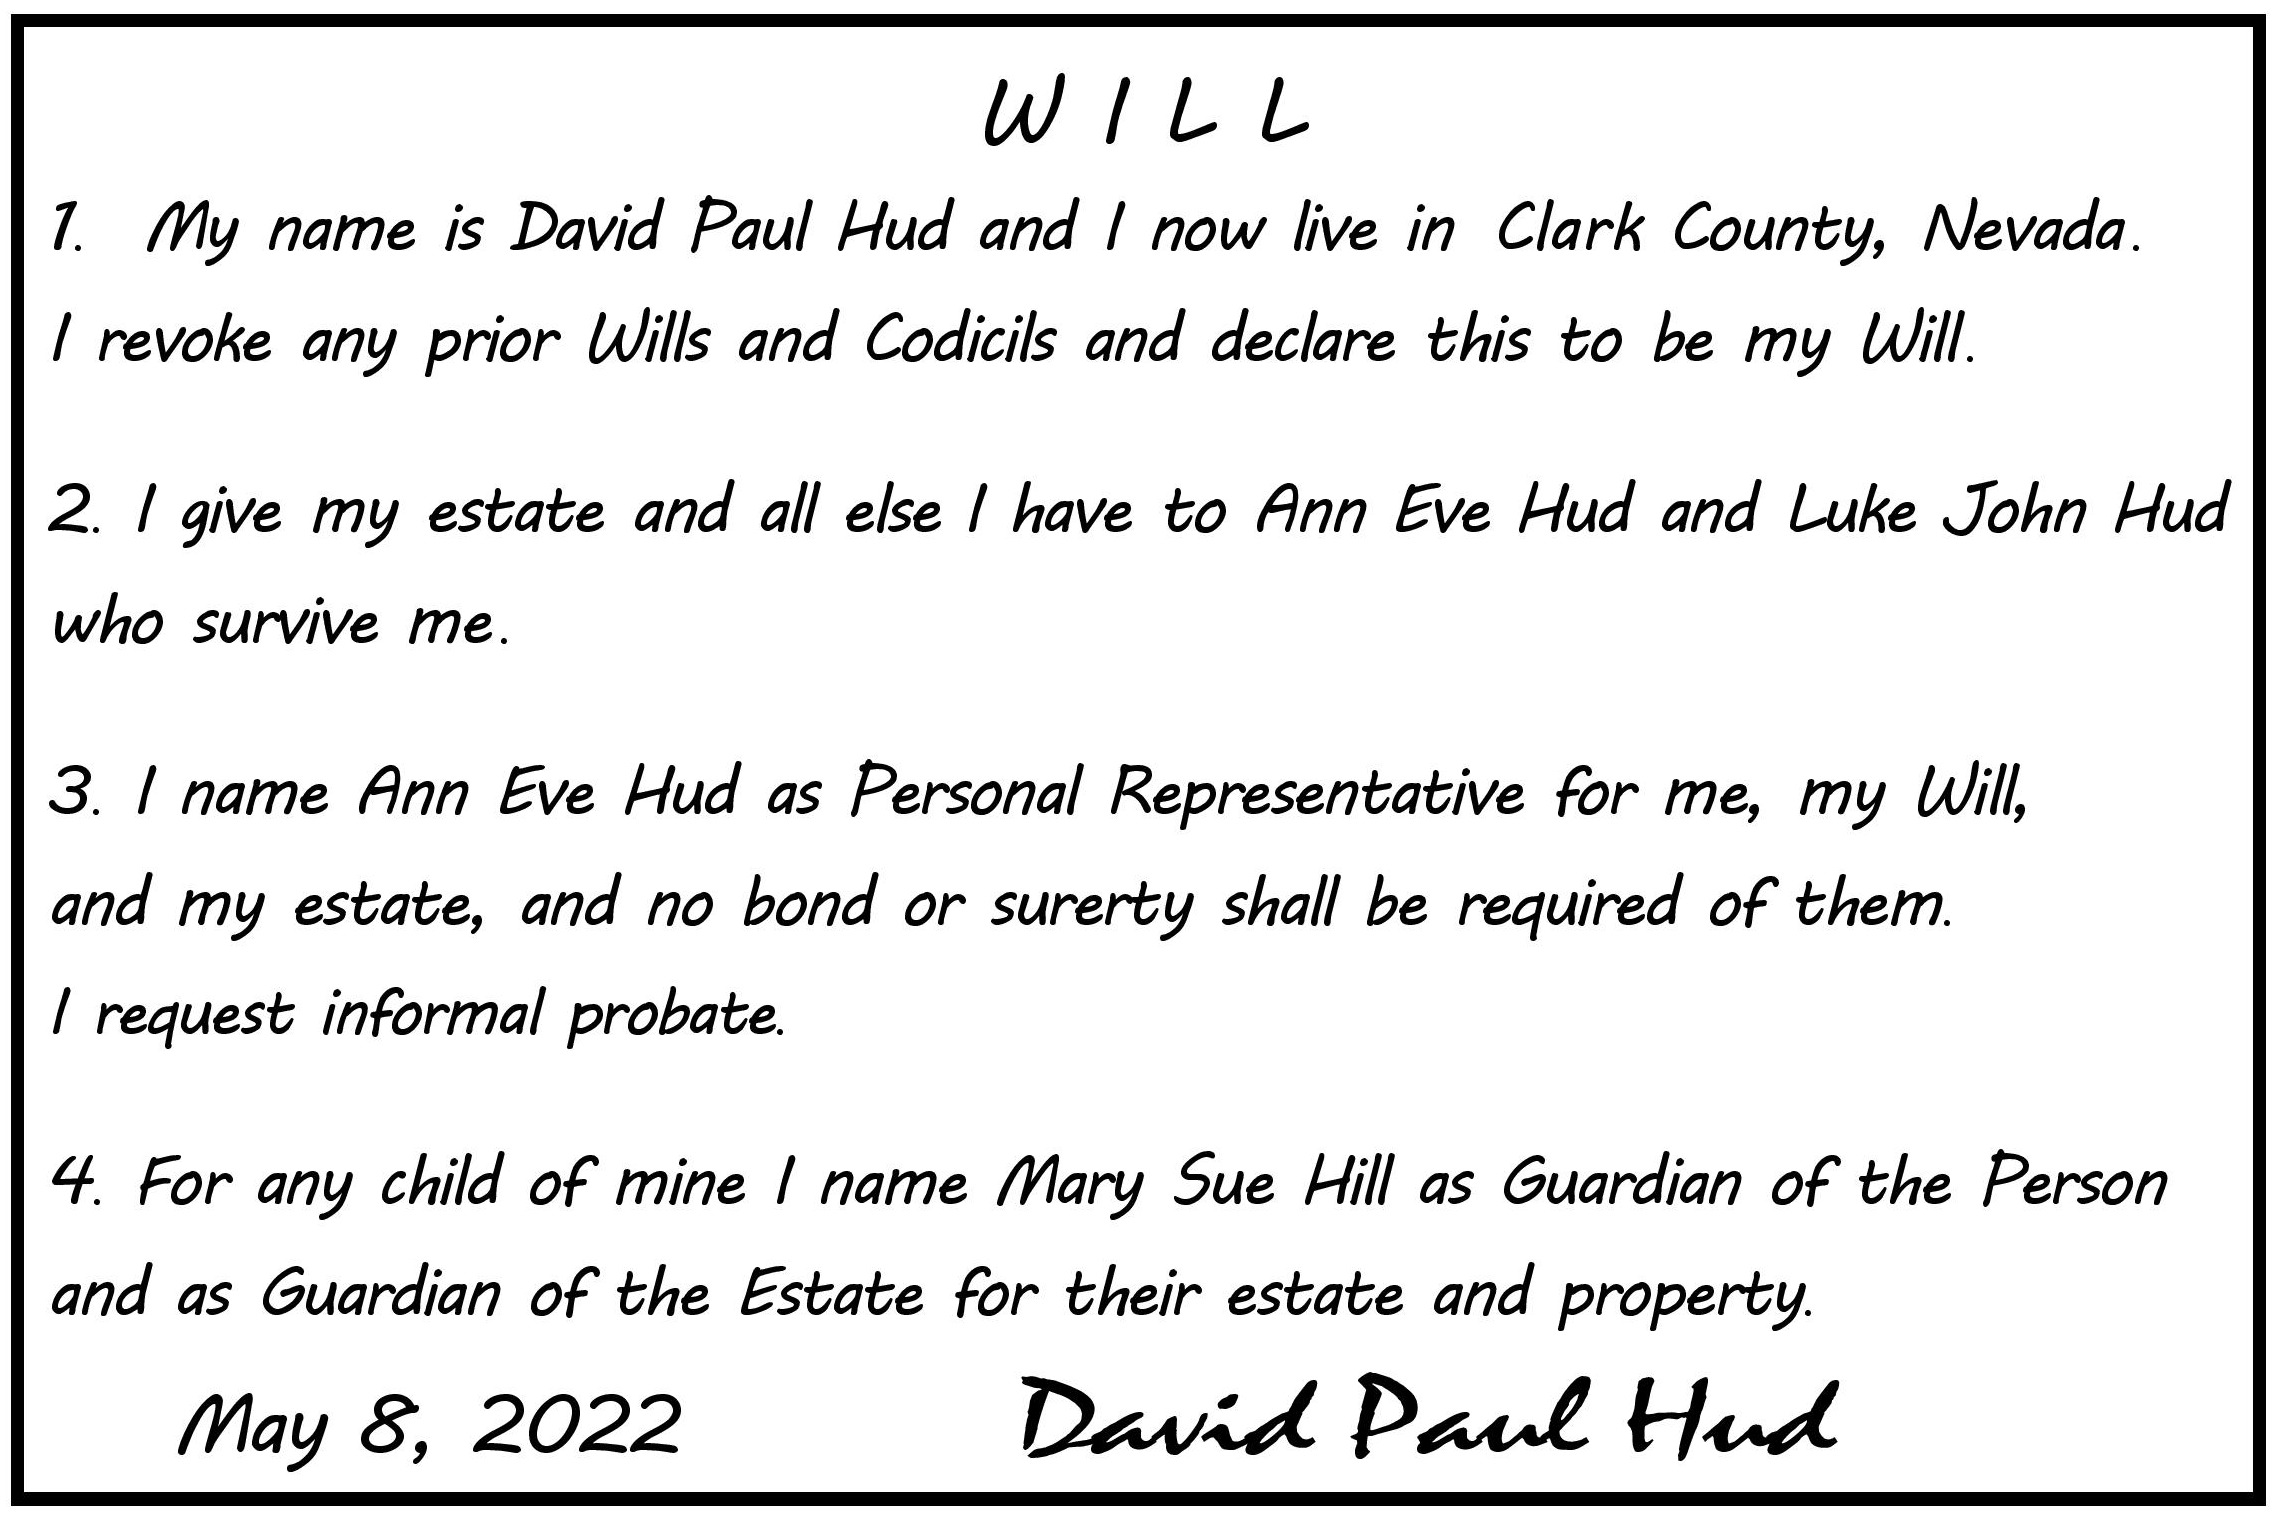 W I L L
1. My name is David Paul Hud and I now live in Clark County, Nevada.
I revoke any prior Wills and Codicils and declare this to be my Will.
2. I give my estate and all else I have to Ann Eve Hud and Luke John Hud
who survive me.
3. I name Ann Eve Hud as Personal Representative for me, my Will,
and my estate, and no bond or surerty shall be required of them.
I request informal probate.
4. For any child of mine I name Mary Sue Hill as Guardian of the Person
and as Guardian of the Estate for their estate and property.
May 8, 2022 David Paul Hud